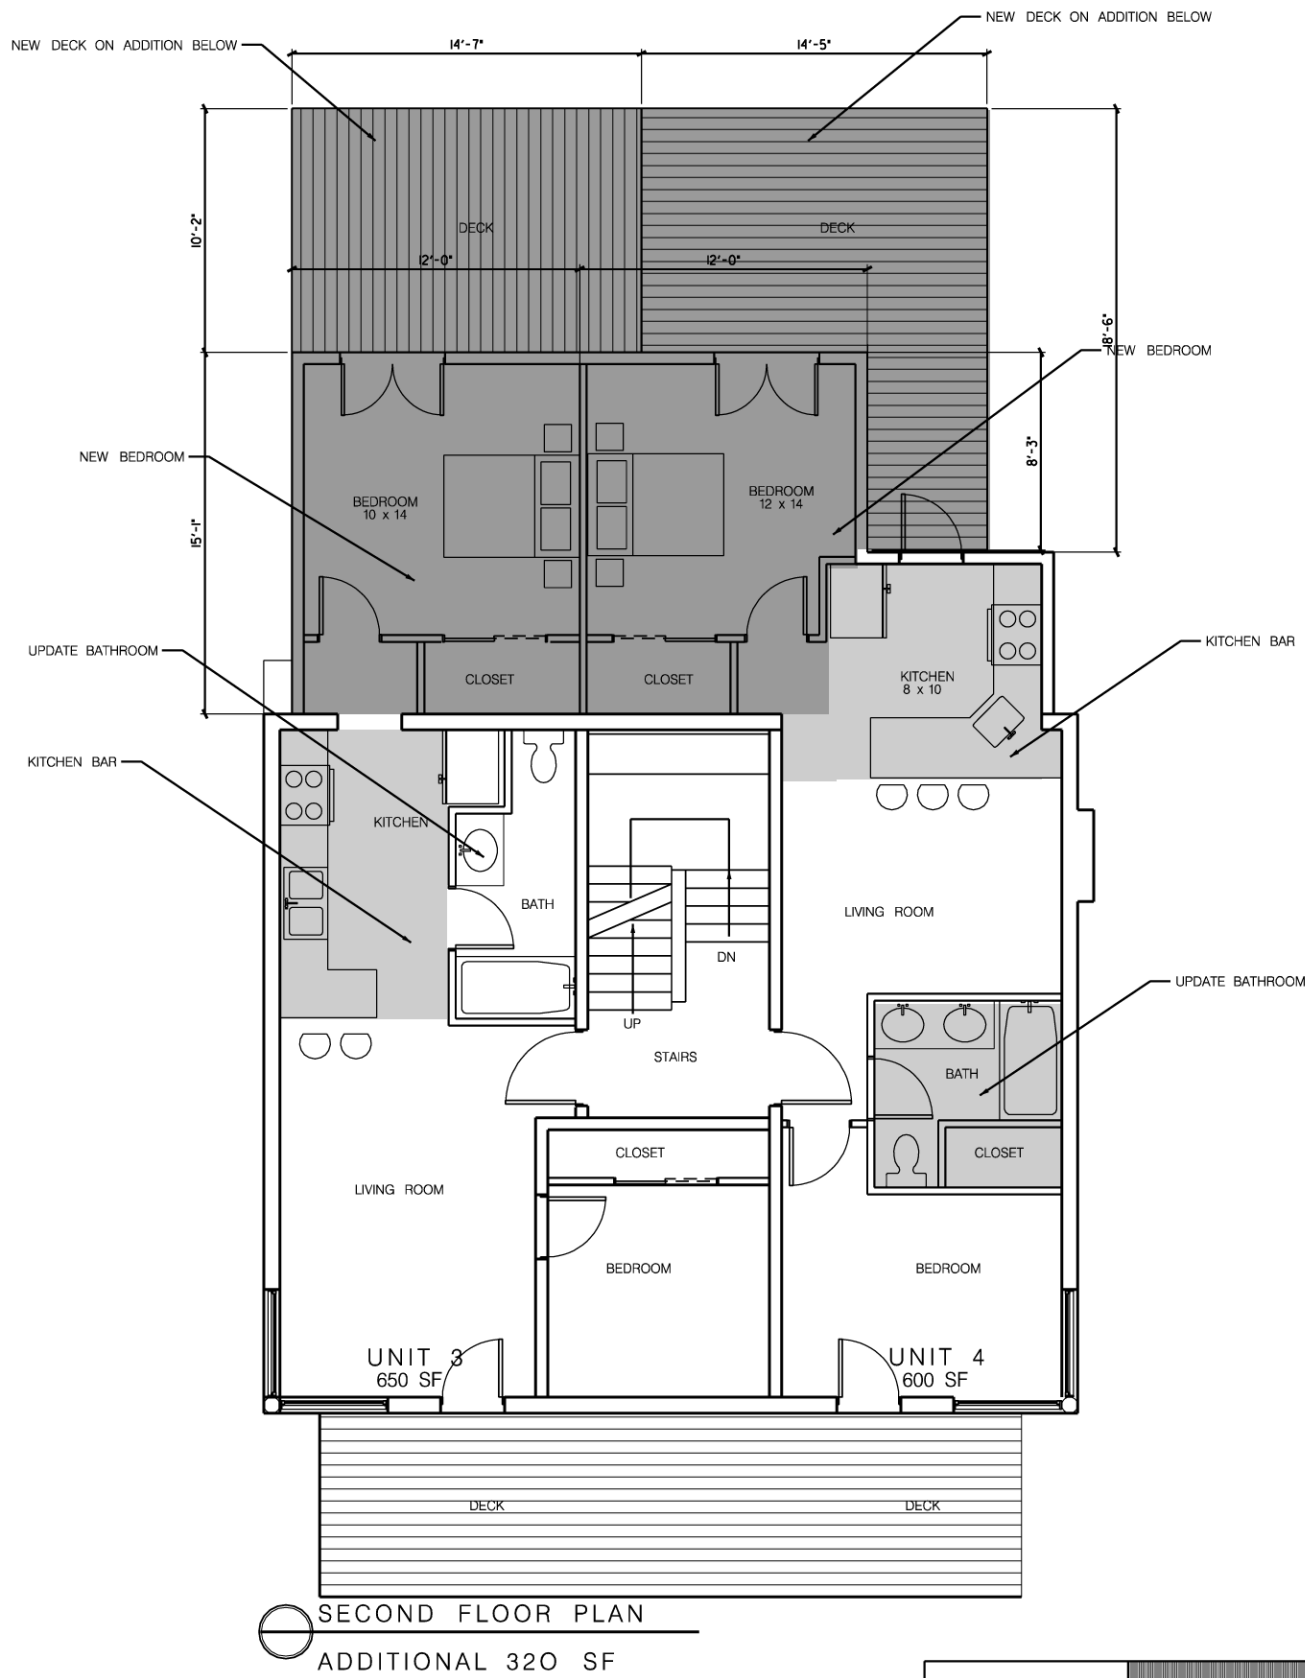 NEW DECK ON ADDITION BELOW
NEW DECK ON ADDITION BELOW
14'-7"
14'-5"
10'-2"
DECK
DECK
12'-0"
12'-0"
18'-6"
NEW BEDROOM
8'-3"
NEW BEDROOM
BEDROOM
10 x 14
BEDROOM
12 x 14
15'-1"
UPDATE BATHROOM
CLOSET
CLOSET
KITCHEN
8 x 10
KITCHEN BAR
KITCHEN BAR
KITCHEN
BATH
LIVING ROOM
DN
UP
UPDATE BATHROOM
STAIRS
BATH
CLOSET
CLOSET
LIVING ROOM
BEDROOM
BEDROOM
UNIT 3
650 SF
UNIT 4
600 SF
DECK
DECK
SECOND FLOOR PLAN
ADDITIONAL 320 SF